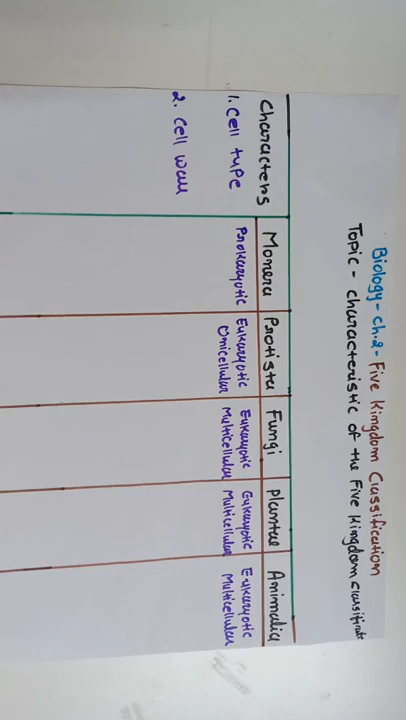 Biology - Ch.2 - Five Kingdom Classification
Topic - characteristic of the Five Kingdom Classificati
Characters Monera Protista Fungi Plantae Animalia
1. Cell type Prokaryotic Eukaryotic Eukaryotic Eukaryotic Eukaryotic
Unicellular Multicellular Multicellular Multicellular
2. Cell wall